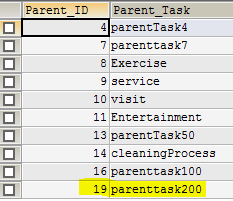 Parent_ID Parent_Task
4 parentTask4
7 parenttask7
8 Exercise
9 service
10 visit
11 Entertainment
13 parentTask50
14 cleaningProcess
16 parenttask100
19 parenttask200